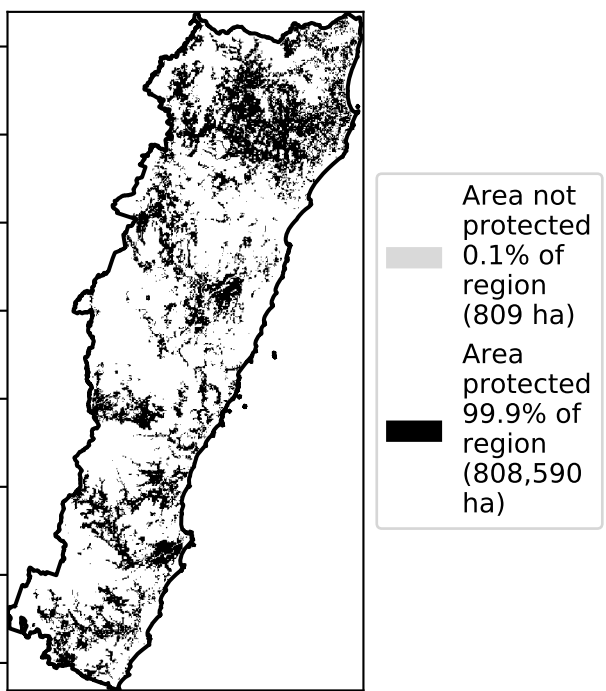 Area not
protected
0.1% of
region
(809 ha)
Area
protected
99.9% of
region
(808,590
ha)